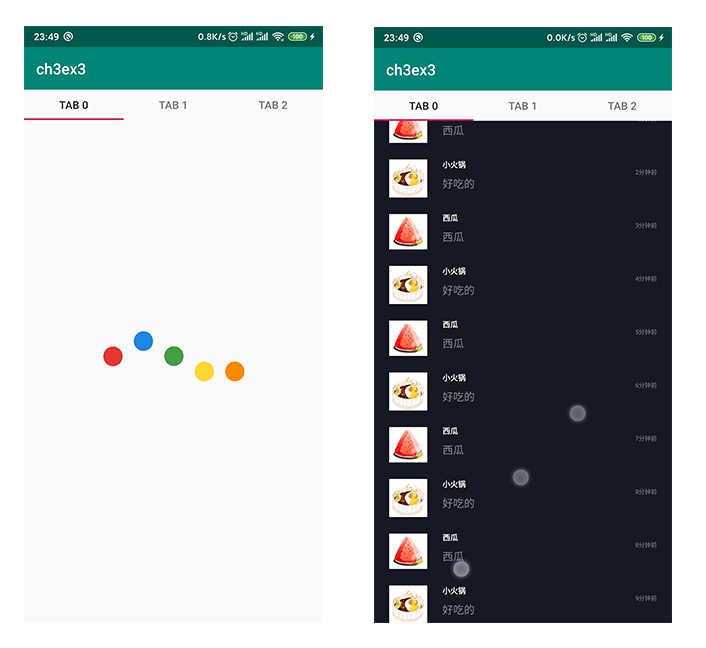 23:49 0.8K/s 100
ch3ex3
TAB 0 TAB 1 TAB 2
23:49 0.0K/s 100
ch3ex3
TAB 0 TAB 1 TAB 2
西瓜
小火锅 2分钟前
好吃的
西瓜 3分钟前
西瓜
小火锅 4分钟前
好吃的
西瓜 5分钟前
西瓜
小火锅 6分钟前
好吃的
西瓜 7分钟前
西瓜
小火锅 8分钟前
好吃的
西瓜 8分钟前
西瓜
小火锅 9分钟前
好吃的